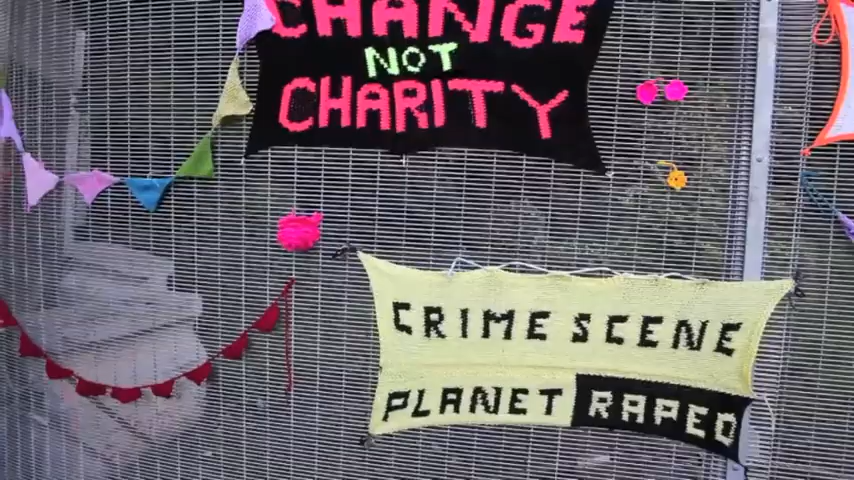 CHANGE
NOT
CHARITY
CRIME SCENE
PLANET RAPED